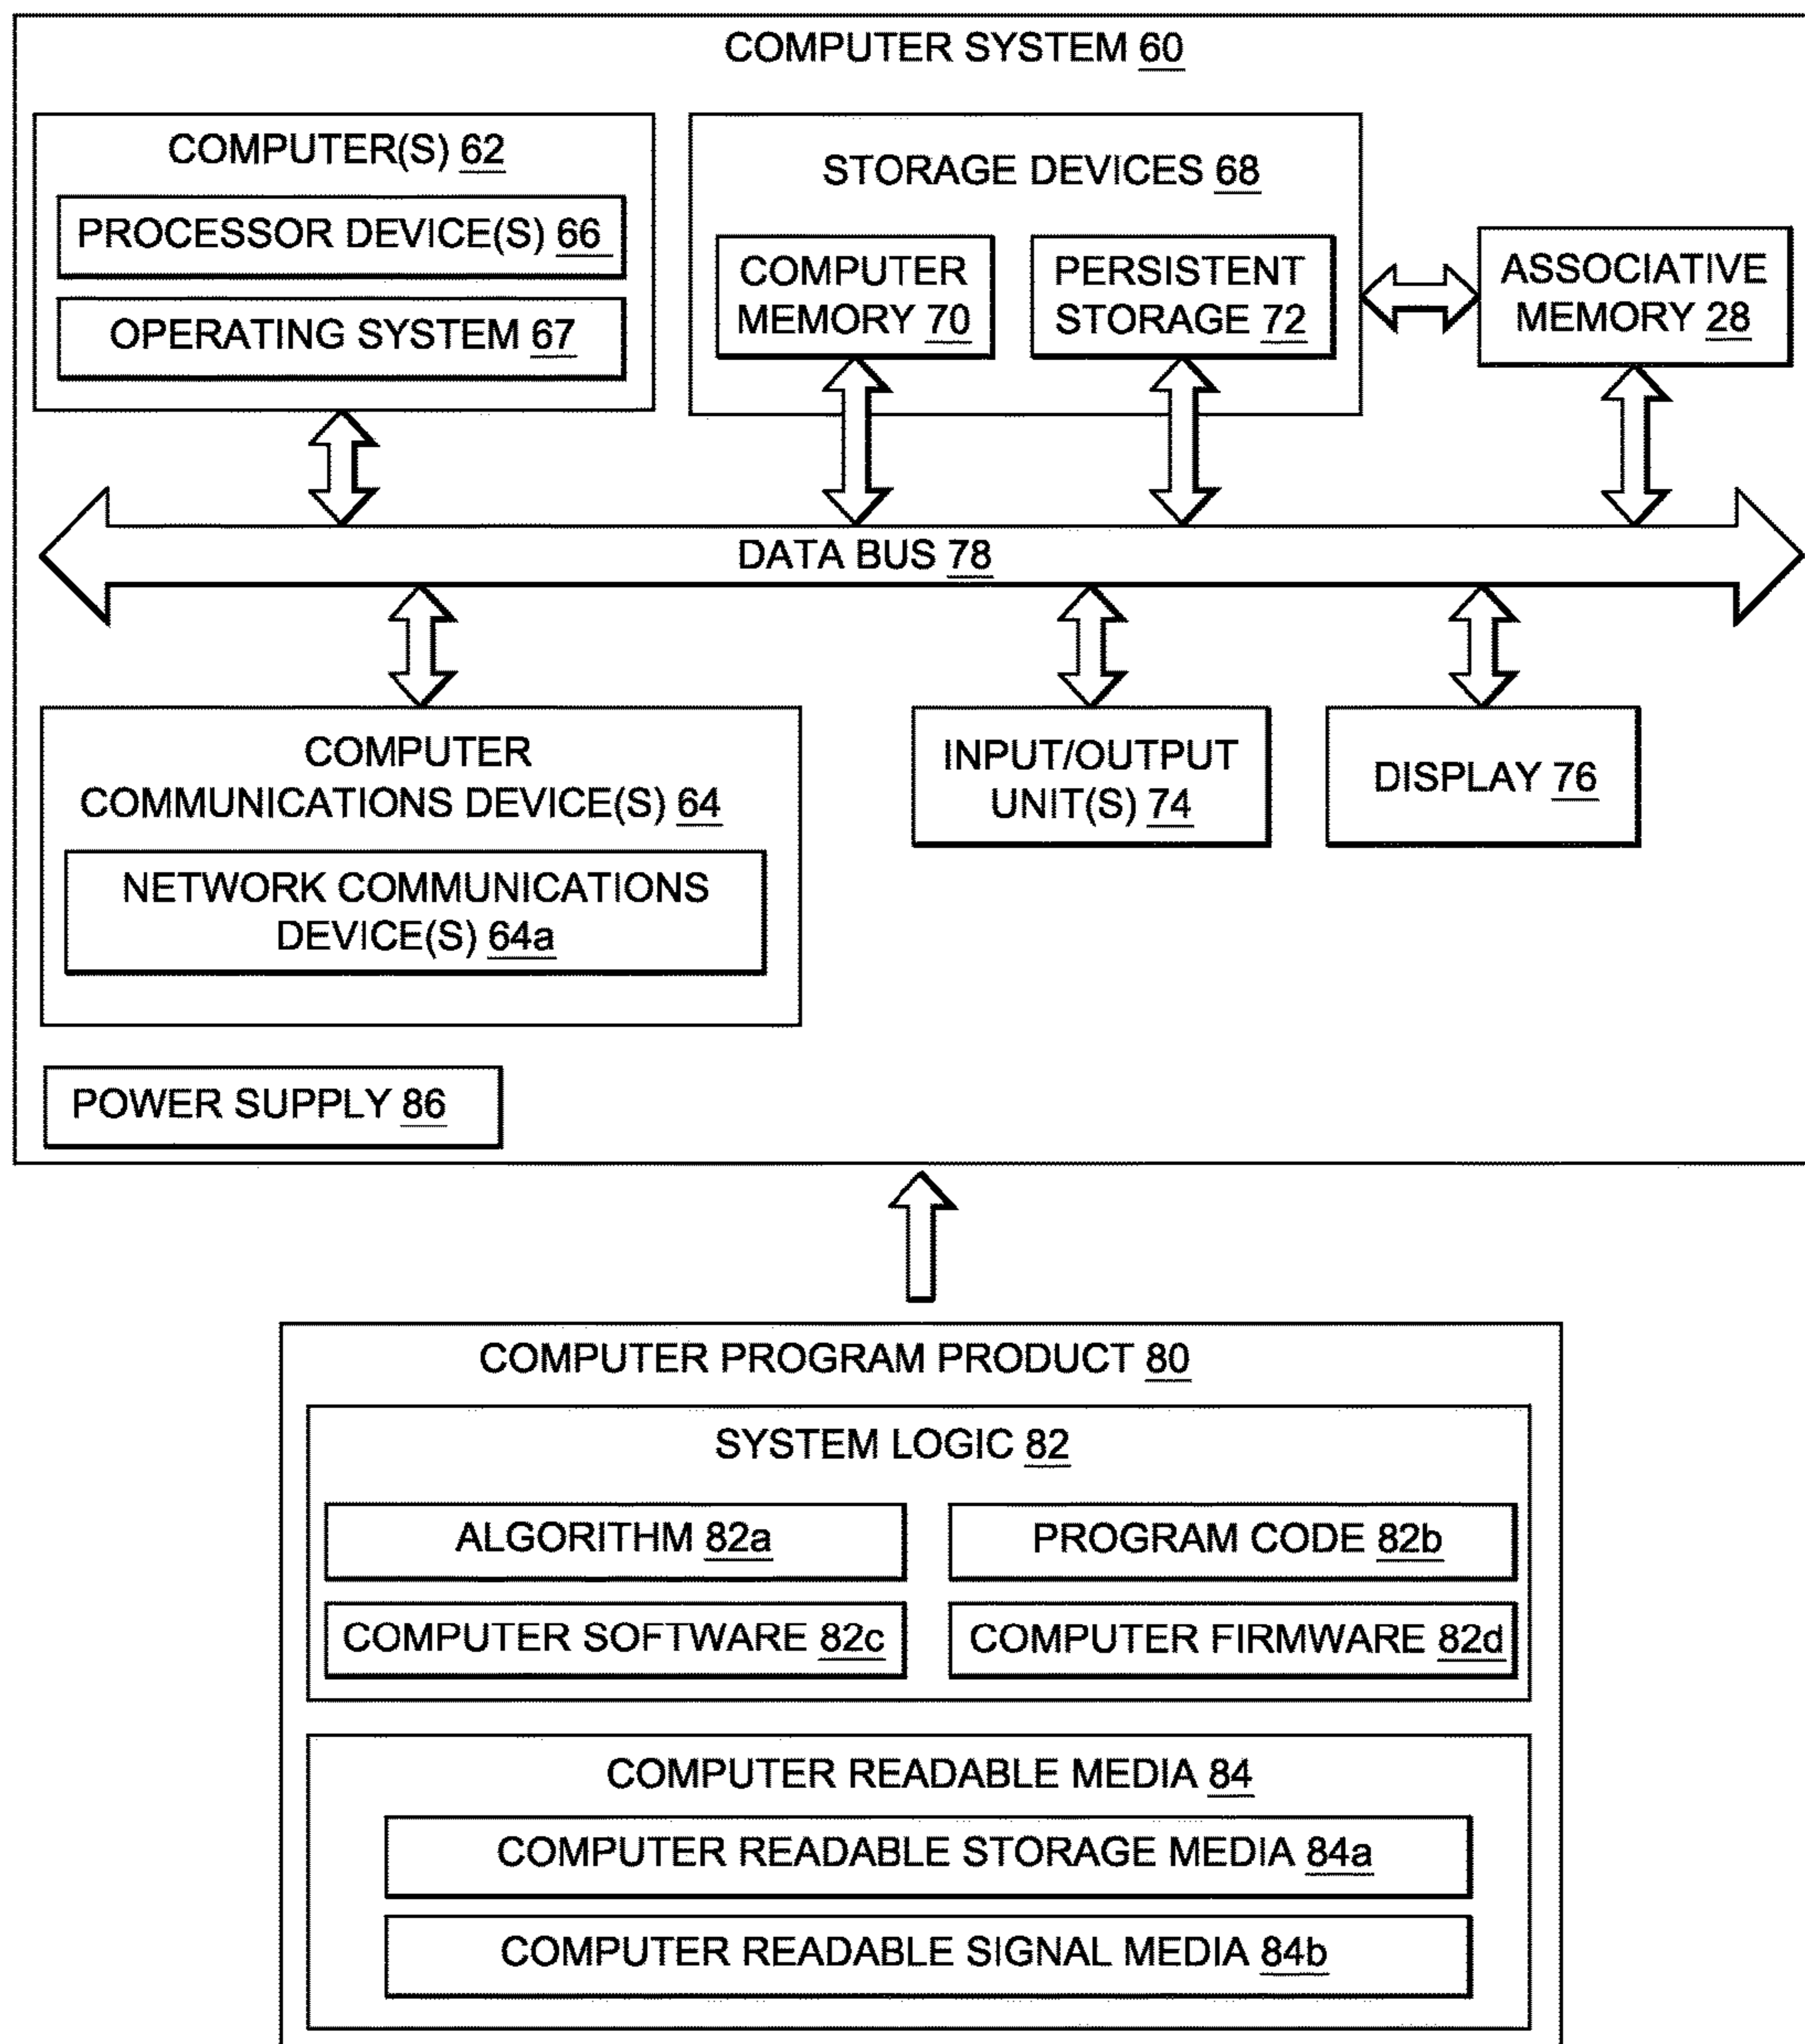 COMPUTER SYSTEM 60
COMPUTER(S) 62
PROCESSOR DEVICE(S) 66
OPERATING SYSTEM 67
STORAGE DEVICES 68
COMPUTER
MEMORY 70
PERSISTENT
STORAGE 72
ASSOCIATIVE
MEMORY 28
DATA BUS 78
COMPUTER
COMMUNICATIONS DEVICE(S) 64
NETWORK COMMUNICATIONS
DEVICE(S) 64a
INPUT/OUTPUT
UNIT(S) 74
DISPLAY 76
POWER SUPPLY 86
COMPUTER PROGRAM PRODUCT 80
SYSTEM LOGIC 82
ALGORITHM 82a
PROGRAM CODE 82b
COMPUTER SOFTWARE 82c
COMPUTER FIRMWARE 82d
COMPUTER READABLE MEDIA 84
COMPUTER READABLE STORAGE MEDIA 84a
COMPUTER READABLE SIGNAL MEDIA 84b